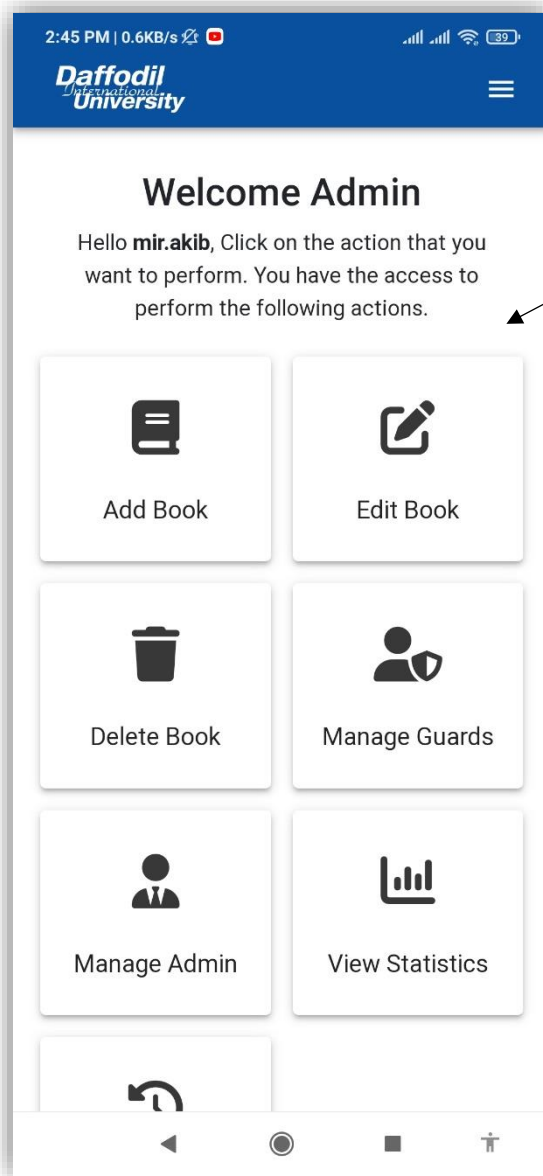 2:45 PM | 0.6KB/s
39
Daffodil
International
University
Welcome Admin
Hello mir.akib, Click on the action that you
want to perform. You have the access to
perform the following actions.
Add Book
Edit Book
Delete Book
Manage Guards
Manage Admin
View Statistics